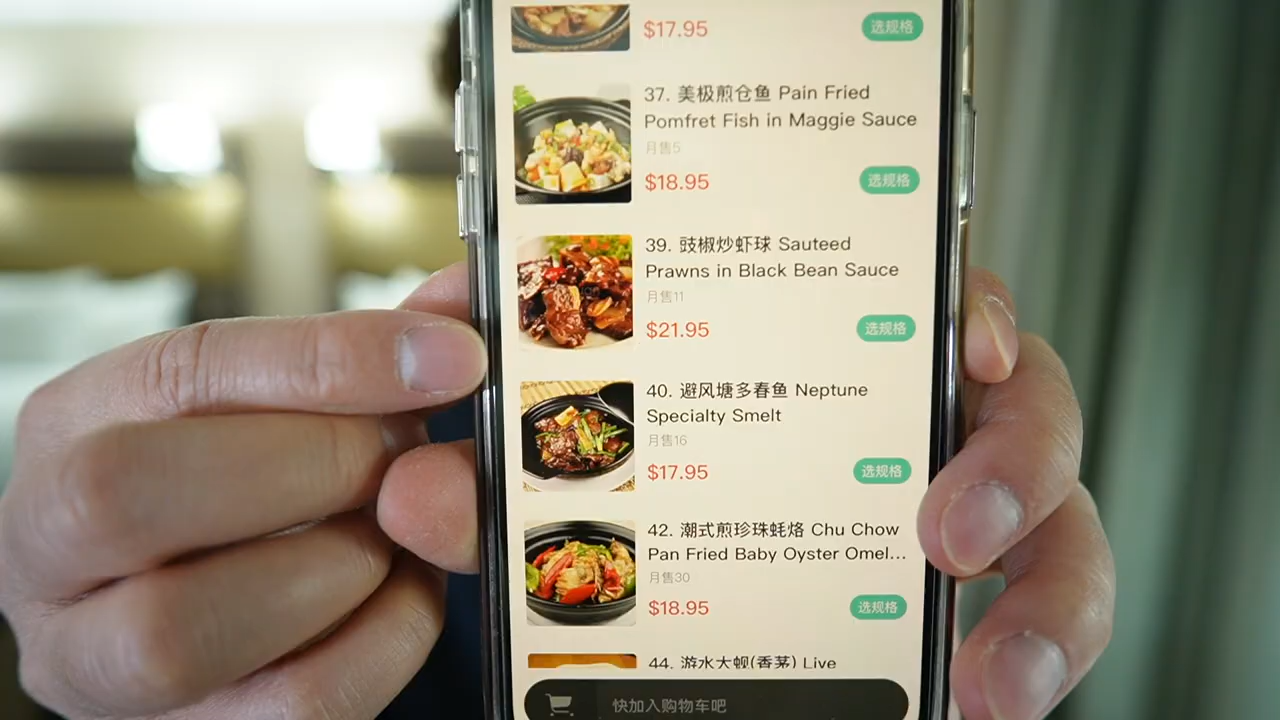 $17.95
选规格
37. 美极煎仓鱼 Pain Fried
Pomfret Fish in Maggie Sauce
月售5
$18.95
选规格
39. 豉椒炒虾球 Sauteed
Prawns in Black Bean Sauce
月售11
$21.95
选规格
40. 避风塘多春鱼 Neptune
Specialty Smelt
月售16
$17.95
选规格
42. 潮式煎珍珠蚝烙 Chu Chow
Pan Fried Baby Oyster Omel...
月售30
$18.95
选规格
44. 游水大蚬(香茅) Live
快加入购物车吧